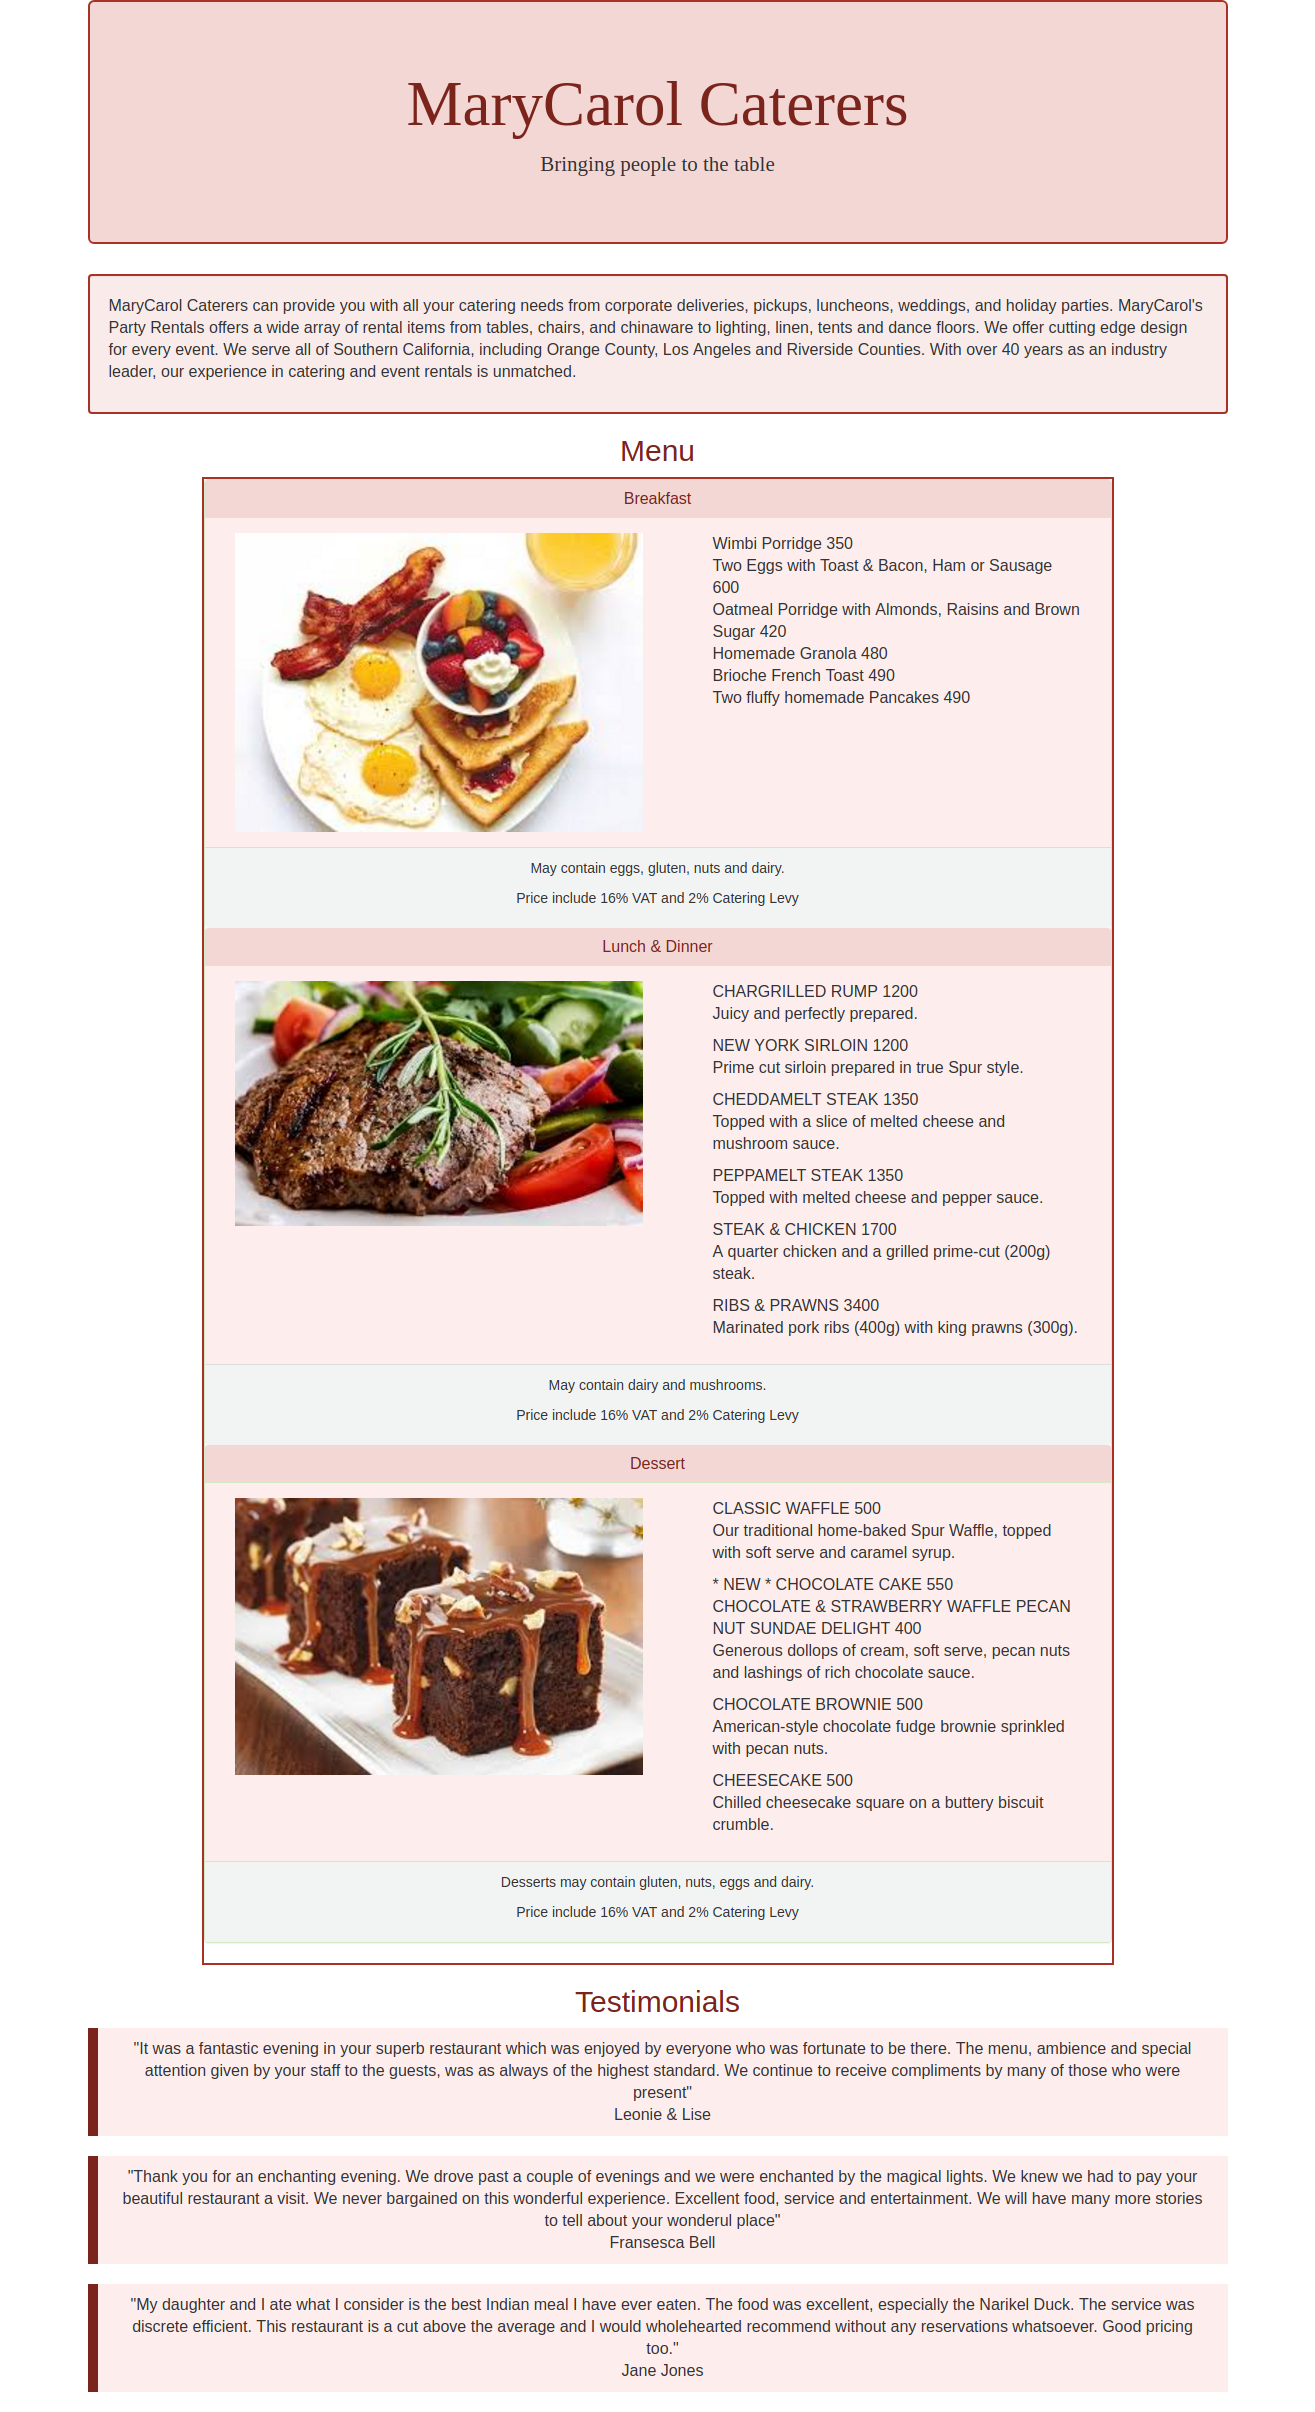 MaryCarol Caterers
Bringing people to the table
MaryCarol Caterers can provide you with all your catering needs from corporate deliveries, pickups, luncheons, weddings, and holiday parties. MaryCarol's
Party Rentals offers a wide array of rental items from tables, chairs, and chinaware to lighting, linen, tents and dance floors. We offer cutting edge design
for every event. We serve all of Southern California, including Orange County, Los Angeles and Riverside Counties. With over 40 years as an industry
leader, our experience in catering and event rentals is unmatched.
Menu
Breakfast
Wimbi Porridge 350
Two Eggs with Toast & Bacon, Ham or Sausage
600
Oatmeal Porridge with Almonds, Raisins and Brown
Sugar 420
Homemade Granola 480
Brioche French Toast 490
Two fluffy homemade Pancakes 490
May contain eggs, gluten, nuts and dairy.
Price include 16% VAT and 2% Catering Levy
Lunch & Dinner
CHARGRILLED RUMP 1200
Juicy and perfectly prepared.
NEW YORK SIRLOIN 1200
Prime cut sirloin prepared in true Spur style.
CHEDDAMELT STEAK 1350
Topped with a slice of melted cheese and
mushroom sauce.
PEPPAMELT STEAK 1350
Topped with melted cheese and pepper sauce.
STEAK & CHICKEN 1700
A quarter chicken and a grilled prime-cut (200g)
steak.
RIBS & PRAWNS 3400
Marinated pork ribs (400g) with king prawns (300g).
May contain dairy and mushrooms.
Price include 16% VAT and 2% Catering Levy
Dessert
CLASSIC WAFFLE 500
Our traditional home-baked Spur Waffle, topped
with soft serve and caramel syrup.
* NEW * CHOCOLATE CAKE 550
CHOCOLATE & STRAWBERRY WAFFLE PECAN
NUT SUNDAE DELIGHT 400
Generous dollops of cream, soft serve, pecan nuts
and lashings of rich chocolate sauce.
CHOCOLATE BROWNIE 500
American-style chocolate fudge brownie sprinkled
with pecan nuts.
CHEESECAKE 500
Chilled cheesecake square on a buttery biscuit
crumble.
Desserts may contain gluten, nuts, eggs and dairy.
Price include 16% VAT and 2% Catering Levy
Testimonials
"It was a fantastic evening in your superb restaurant which was enjoyed by everyone who was fortunate to be there. The menu, ambience and special
attention given by your staff to the guests, was as always of the highest standard. We continue to receive compliments by many of those who were
present"
Leonie & Lise
"Thank you for an enchanting evening. We drove past a couple of evenings and we were enchanted by the magical lights. We knew we had to pay your
beautiful restaurant a visit. We never bargained on this wonderful experience. Excellent food, service and entertainment. We will have many more stories
to tell about your wonderul place"
Fransesca Bell
"My daughter and I ate what I consider is the best Indian meal I have ever eaten. The food was excellent, especially the Narikel Duck. The service was
discrete efficient. This restaurant is a cut above the average and I would wholehearted recommend without any reservations whatsoever. Good pricing
too."
Jane Jones